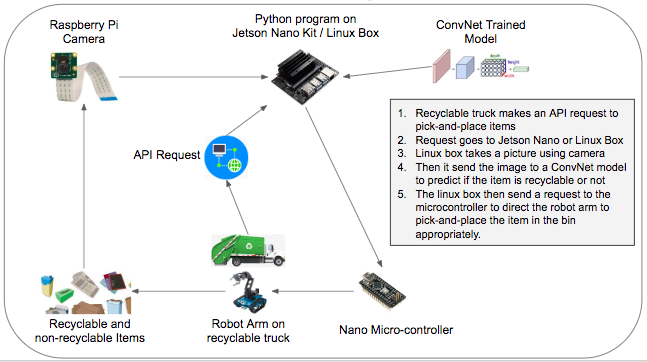 Raspberry Pi
Camera
Python program on
Jetson Nano Kit / Linux Box
ConvNet Trained
Model
depth
height
width
1. Recyclable truck makes an API request to
pick-and-place items
2. Request goes to Jetson Nano or Linux Box
3. Linux box takes a picture using camera
4. Then it send the image to a ConvNet model
to predict if the item is recyclable or not
5. The linux box then send a request to the
microcontroller to direct the robot arm to
pick-and-place the item in the bin
appropriately.
API Request
Recyclable and
non-recyclable Items
Robot Arm on
recyclable truck
Nano Micro-controller